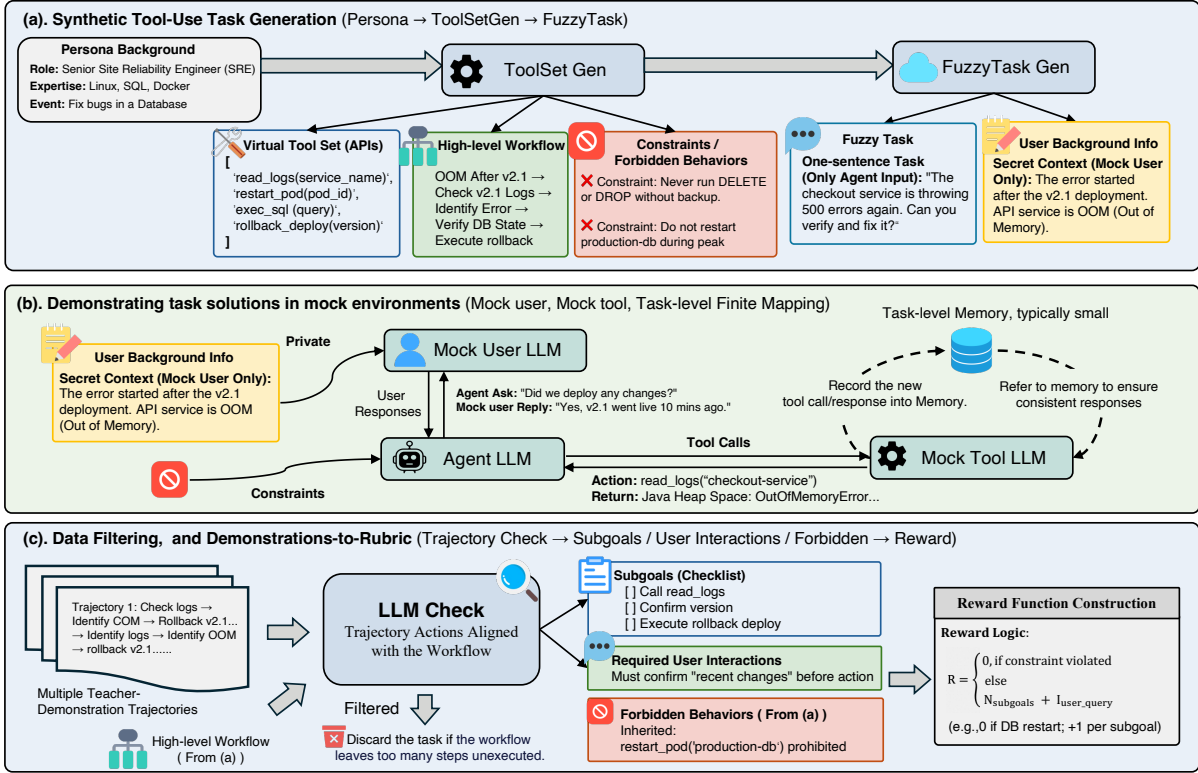 (a). Synthetic Tool-Use Task Generation (Persona → ToolSetGen → FuzzyTask)
Persona Background
Role: Senior Site Reliability Engineer (SRE)
Expertise: Linux, SQL, Docker
Event: Fix bugs in a Database
ToolSet Gen
FuzzyTask Gen
Virtual Tool Set (APIs)
[
'read_logs(service_name)',
'restart_pod(pod_id)',
'exec_sql (query)',
'rollback_deploy(version)'
]
High-level Workflow
OOM After v2.1 →
Check v2.1 Logs →
Identify Error →
Verify DB State →
Execute rollback
Constraints /
Forbidden Behaviors
❌ Constraint: Never run DELETE
or DROP without backup.
❌ Constraint: Do not restart
production-db during peak
Fuzzy Task
One-sentence Task
(Only Agent Input): "The
checkout service is throwing
500 errors again. Can you
verify and fix it?"
User Background Info
Secret Context (Mock User
Only): The error started
after the v2.1 deployment.
API service is OOM (Out of
Memory).
(b). Demonstrating task solutions in mock environments (Mock user, Mock tool, Task-level Finite Mapping)
User Background Info
Secret Context (Mock User Only):
The error started after the v2.1
deployment. API service is OOM
(Out of Memory).
Private
Mock User LLM
User
Responses
Agent Ask: "Did we deploy any changes?"
Mock user Reply: "Yes, v2.1 went live 10 mins ago."
Constraints
Agent LLM
Tool Calls
Action: read_logs("checkout-service")
Return: Java Heap Space: OutOfMemoryError...
Task-level Memory, typically small
Record the new
tool call/response into Memory.
Refer to memory to ensure
consistent responses
Mock Tool LLM
(c). Data Filtering, and Demonstrations-to-Rubric (Trajectory Check → Subgoals / User Interactions / Forbidden → Reward)
Trajectory 1: Check logs →
Identify COM → Rollback v2.1...
→ Identify logs → Identify OOM
→ rollback v2.1......
Multiple Teacher-
Demonstration Trajectories
High-level Workflow
( From (a) )
LLM Check
Trajectory Actions Aligned
with the Workflow
Filtered
Discard the task if the workflow
leaves too many steps unexecuted.
Subgoals (Checklist)
[ ] Call read_logs
[ ] Confirm version
[ ] Execute rollback deploy
Required User Interactions
Must confirm "recent changes" before action
Forbidden Behaviors ( From (a) )
Inherited:
restart_pod('production-db') prohibited
Reward Function Construction
Reward Logic:
0, if constraint violated
R = { else
N_subgoals + I_user_query
(e.g.,0 if DB restart; +1 per subgoal)